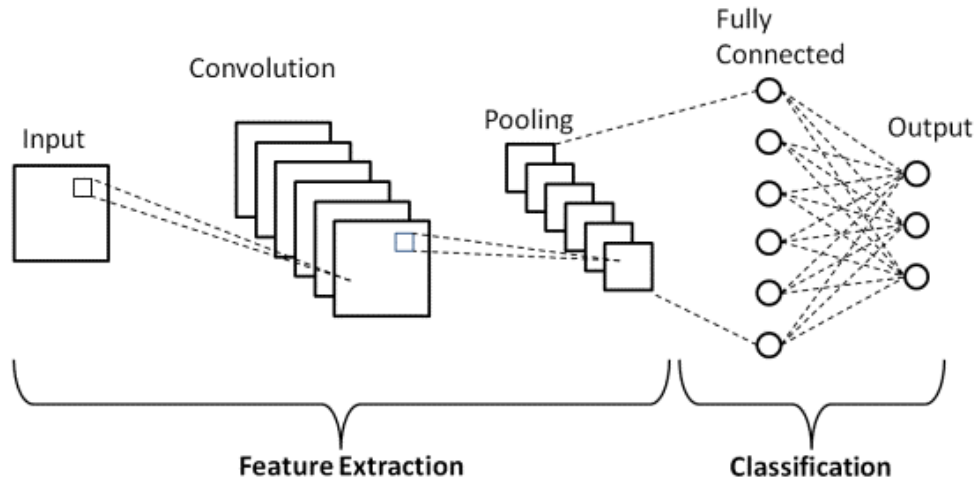 Input
Convolution
Pooling
Fully
Connected
Output
Feature Extraction
Classification